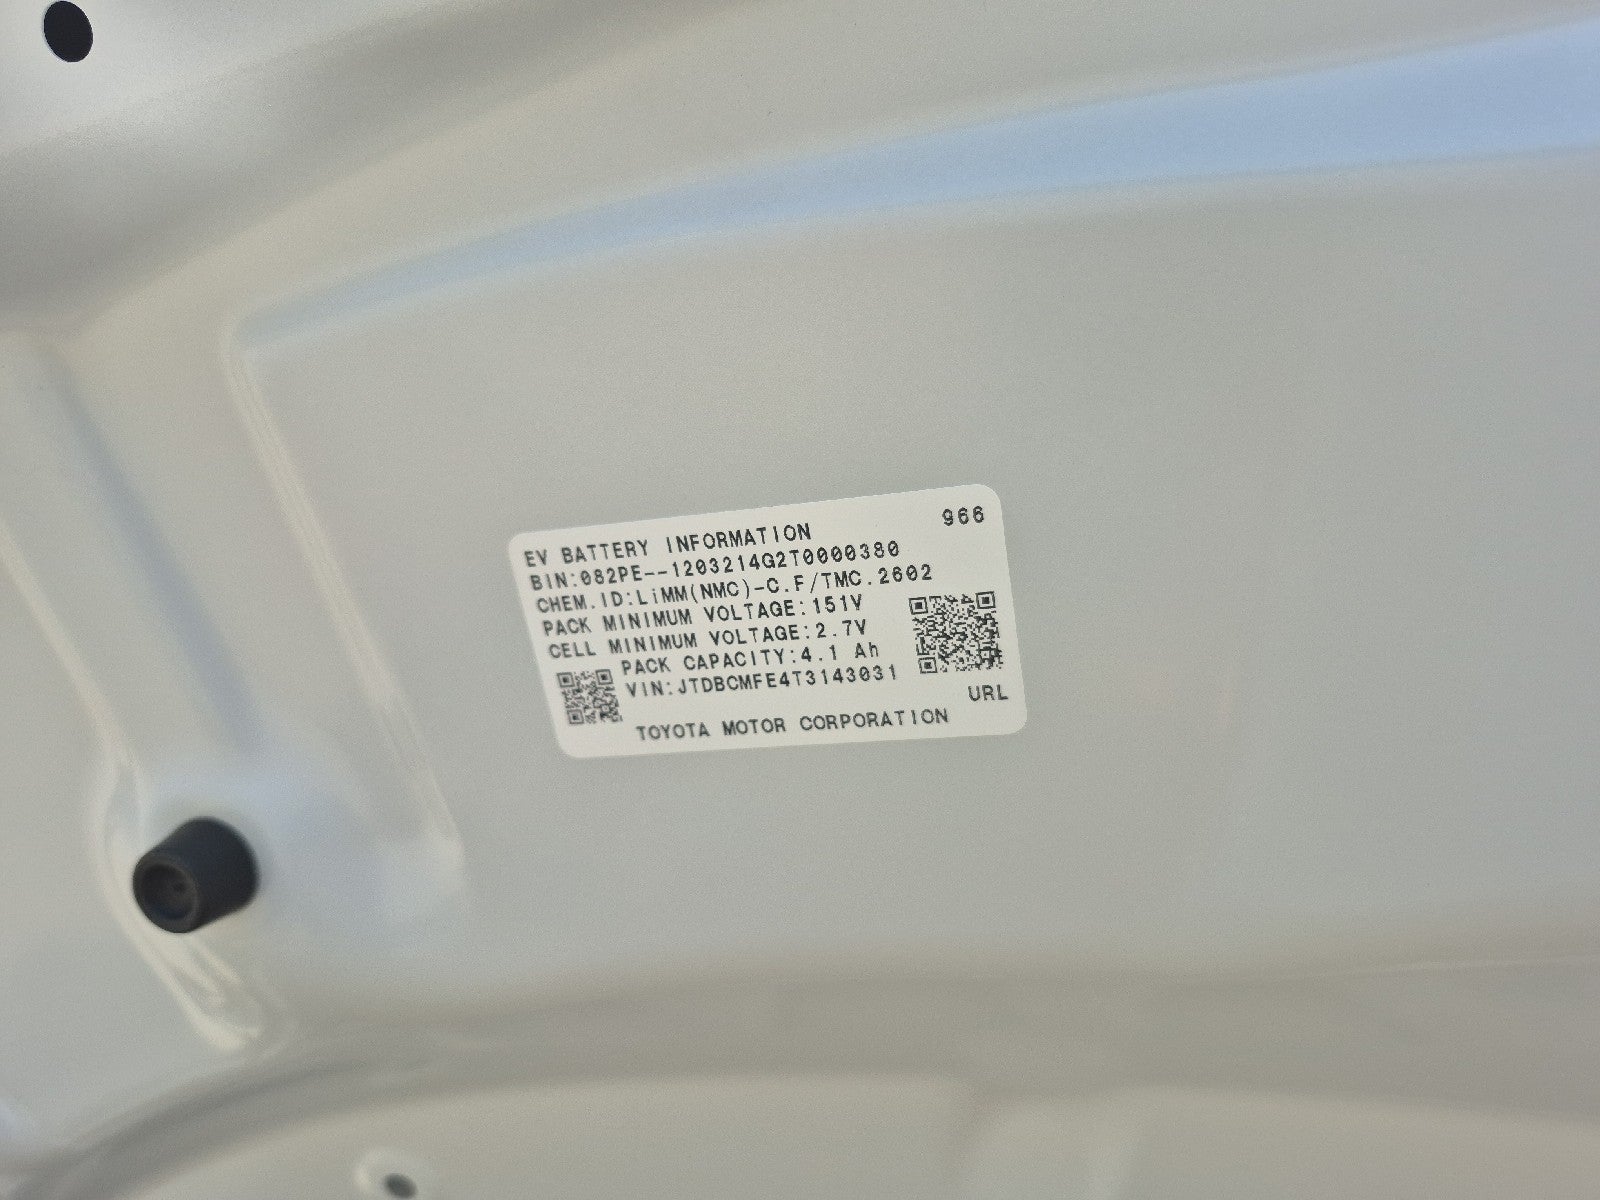 EV BATTERY INFORMATION 966
BIN:082PE--1203214G2T0000380
CHEM.ID:LiMM(NMC)-C.F/TMC.2602
PACK MINIMUM VOLTAGE:151V
CELL MINIMUM VOLTAGE:2.7V
PACK CAPACITY:4.1 Ah
VIN:JTDBCMFE4T3143031
URL
TOYOTA MOTOR CORPORATION